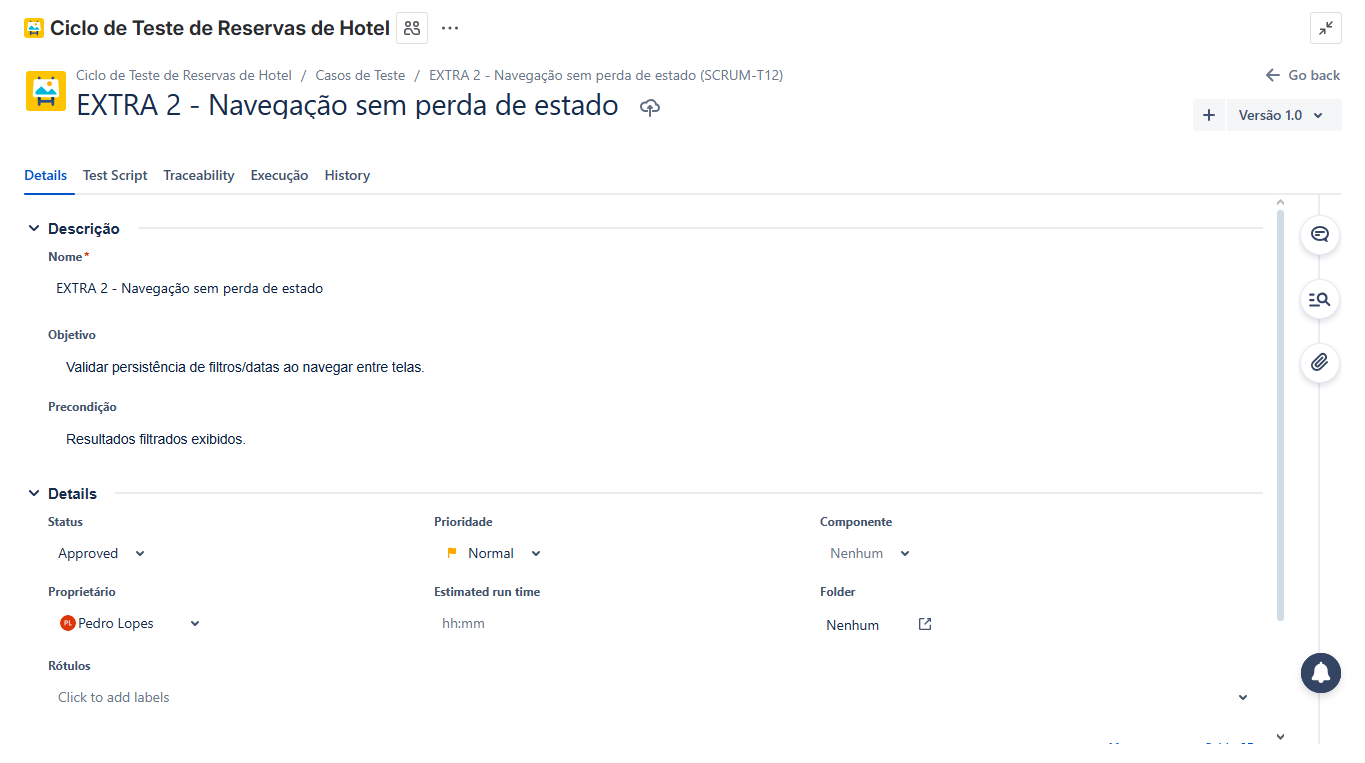 Ciclo de Teste de Reservas de Hotel
Ciclo de Teste de Reservas de Hotel / Casos de Teste / EXTRA 2 - Navegação sem perda de estado (SCRUM-T12)
Go back
EXTRA 2 - Navegação sem perda de estado
Versão 1.0
Details Test Script Traceability Execução History
Descrição
Nome*
EXTRA 2 - Navegação sem perda de estado
Objetivo
Validar persistência de filtros/datas ao navegar entre telas.
Precondição
Resultados filtrados exibidos.
Details
Status Prioridade Componente
Approved Normal Nenhum
Proprietário Estimated run time Folder
PL Pedro Lopes hh:mm Nenhum
Rótulos
Click to add labels